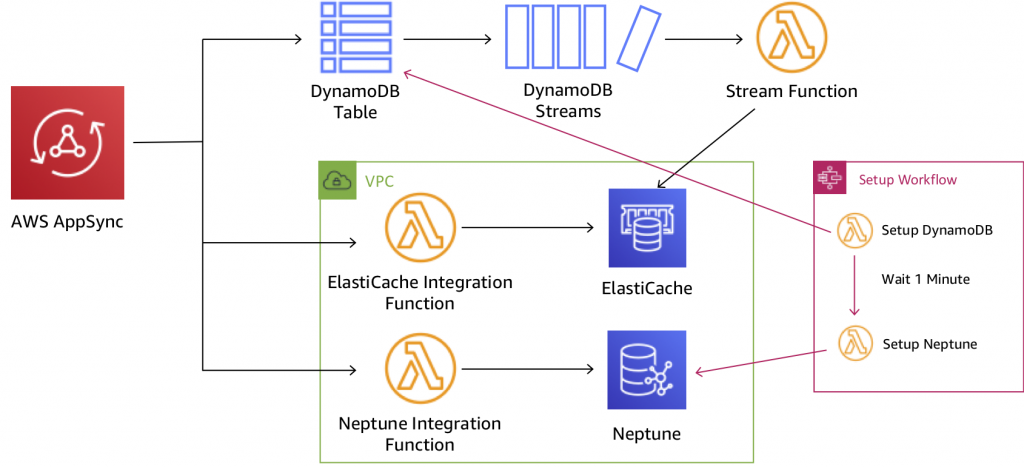 DynamoDB
Table
DynamoDB
Streams
Stream Function
AWS AppSync
VPC
ElastiCache Integration
Function
ElastiCache
Neptune Integration
Function
Neptune
Setup Workflow
Setup DynamoDB
Wait 1 Minute
Setup Neptune